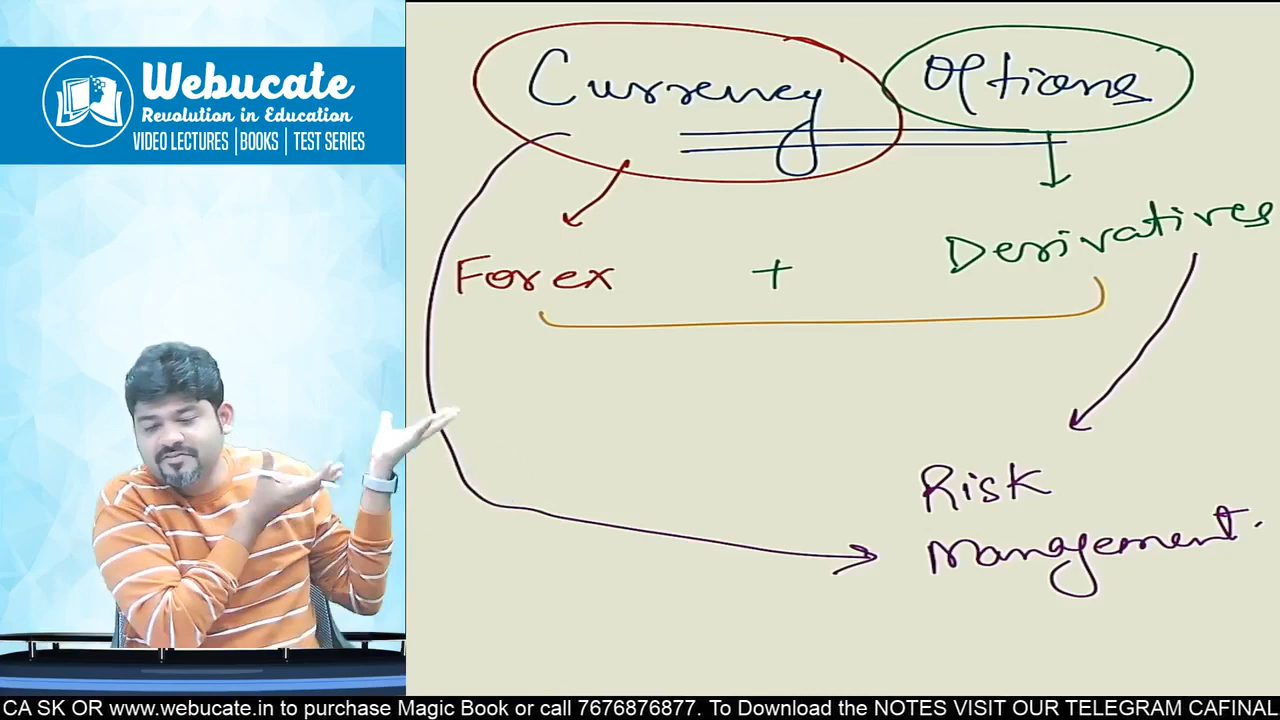 Webucate
Revolution in Education
VIDEO LECTURES | BOOKS | TEST SERIES
Currency Options
Forex + Derivatives
Risk
Management.
CA SK OR www.webucate.in to purchase Magic Book or call 7676876877. To Download the NOTES VISIT OUR TELEGRAM CAFINAL